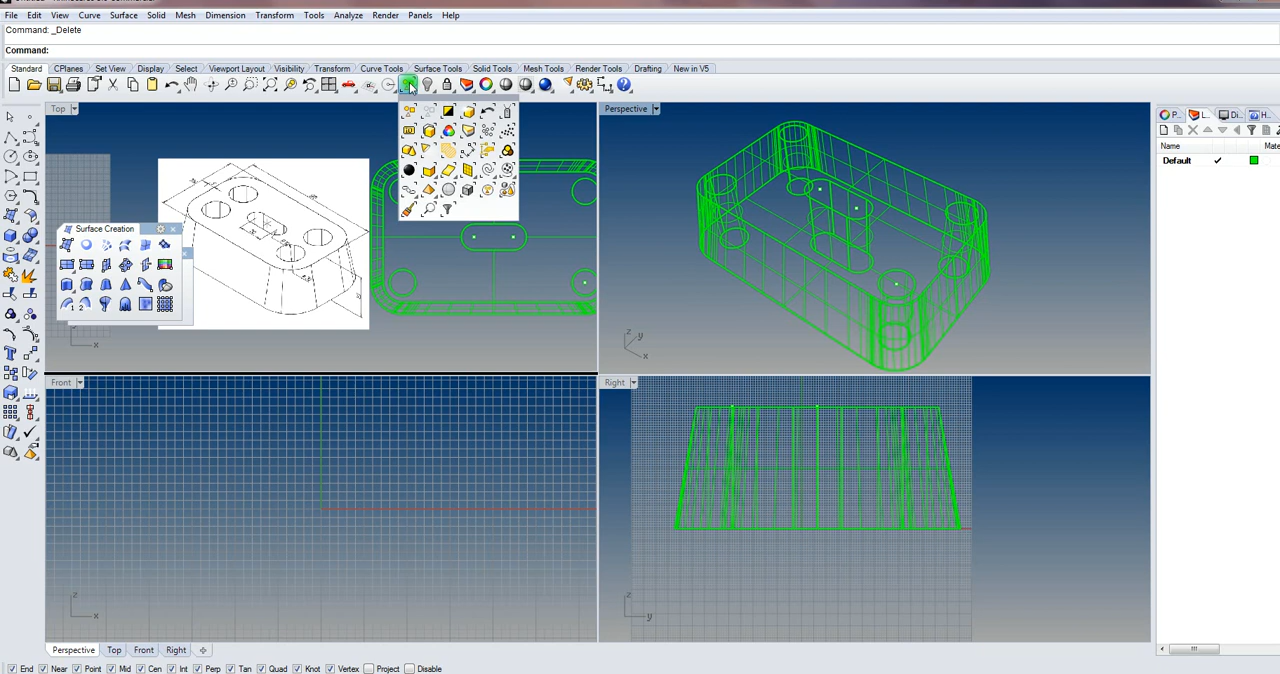 File Edit View Curve Surface Solid Mesh Dimension Transform Tools Analyze Render Panels Help
Command: _Delete
Command:
Standard CPlanes Set View Display Select Viewport Layout Visibility Transform Curve Tools Surface Tools Solid Tools Mesh Tools Render Tools Drafting New in V5
Top
Perspective
P... L... Di... H...
Name Mate
Default
Surface Creation
x
z y
x
Front
Right
z
x
z
y
Perspective Top Front Right
End Near Point Mid Cen Int Perp Tan Quad Knot Vertex Project Disable